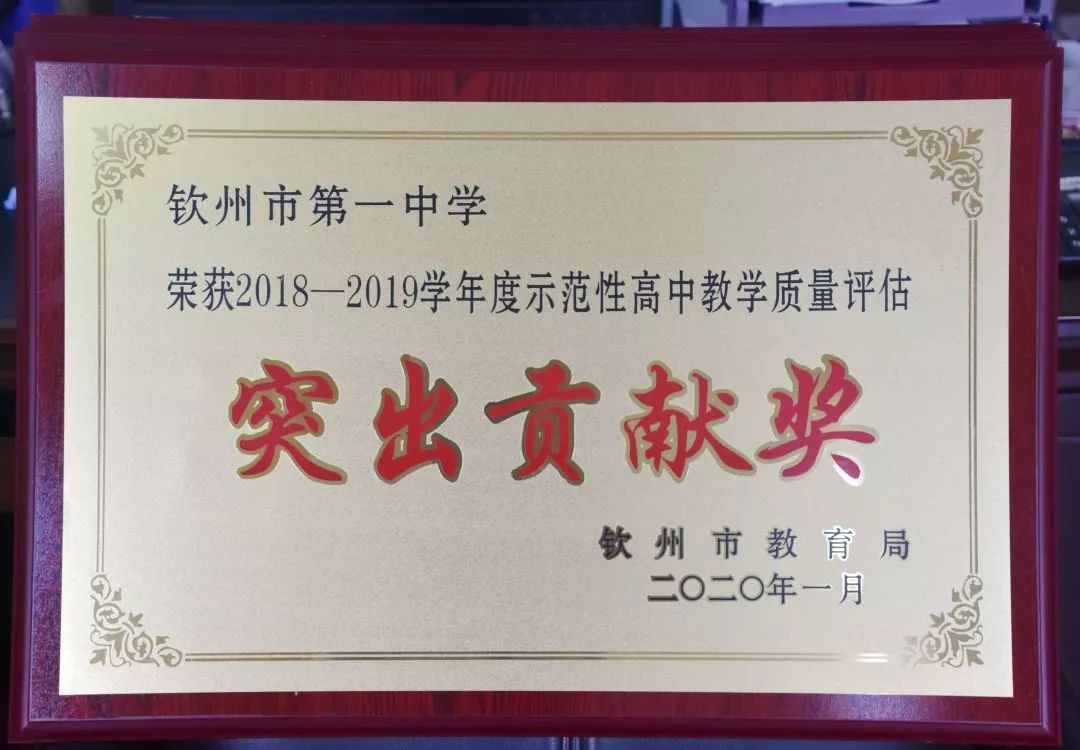 钦州市第一中学
荣获2018—2019学年度示范性高中教学质量评估
突出贡献奖
钦州市教育局
二〇二〇年一月